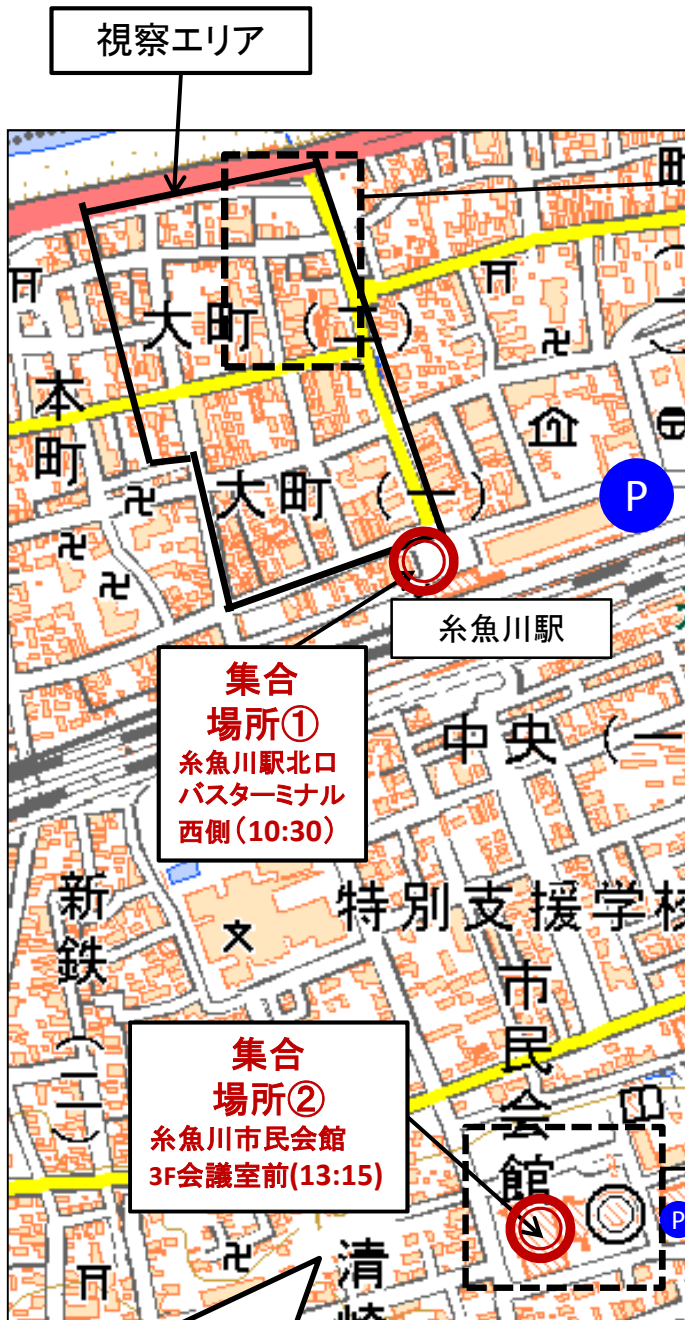 視察エリア
町
大町（二）
本町
大町（一）
P
糸魚川駅
集合
場所①
糸魚川駅北口
バスターミナル
西側（10:30）
中央（一
特別支援学校
新鉄（二）
市民会館
集合
場所②
糸魚川市民会館
3F会議室前(13:15)
P
清崎